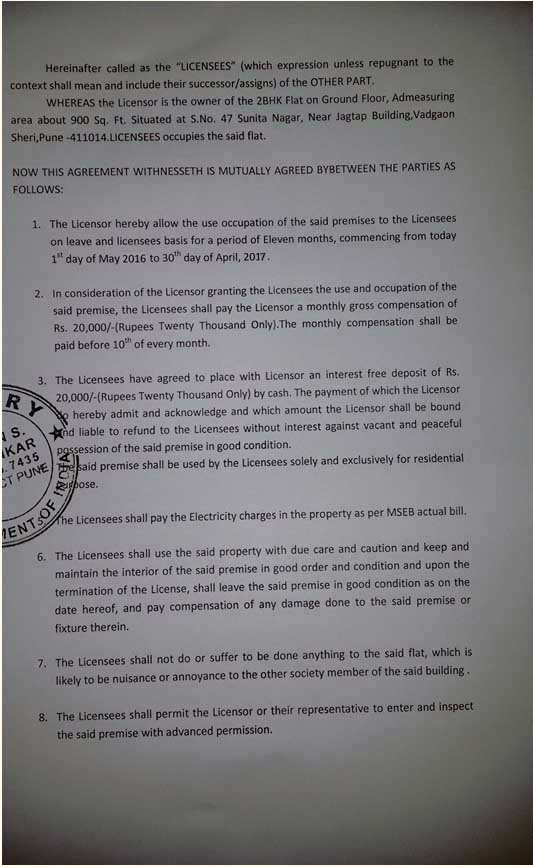 Hereinafter called as the "LICENSEES" (which expression unless repugnant to the
context shall mean and include their successor/assigns) of the OTHER PART.
WHEREAS the Licensor is the owner of the 2BHK Flat on Ground Floor, Admeasuring
area about 900 Sq. Ft. Situated at S.No. 47 Sunita Nagar, Near Jagtap Building,Vadgaon
Sheri,Pune -411014.LICENSEES occupies the said flat.
NOW THIS AGREEMENT WITHNESSETH IS MUTUALLY AGREED BYBETWEEN THE PARTIES AS
FOLLOWS:
1. The Licensor hereby allow the use occupation of the said premises to the Licensees
on leave and licensees basis for a period of Eleven months, commencing from today
1st day of May 2016 to 30th day of April, 2017.
2. In consideration of the Licensor granting the Licensees the use and occupation of the
said premise, the Licensees shall pay the Licensor a monthly gross compensation of
Rs. 20,000/-(Rupees Twenty Thousand Only).The monthly compensation shall be
paid before 10th of every month.
3. The Licensees have agreed to place with Licensor an interest free deposit of Rs.
20,000/-(Rupees Twenty Thousand Only) by cash. The payment of which the Licensor
do hereby admit and acknowledge and which amount the Licensor shall be bound
and liable to refund to the Licensees without interest against vacant and peaceful
possession of the said premise in good condition.
The said premise shall be used by the Licensees solely and exclusively for residential
purpose.
The Licensees shall pay the Electricity charges in the property as per MSEB actual bill.
6. The Licensees shall use the said property with due care and caution and keep and
maintain the interior of the said premise in good order and condition and upon the
termination of the License, shall leave the said premise in good condition as on the
date hereof, and pay compensation of any damage done to the said premise or
fixture therein.
7. The Licensees shall not do or suffer to be done anything to the said flat, which is
likely to be nuisance or annoyance to the other society member of the said building .
8. The Licensees shall permit the Licensor or their representative to enter and inspect
the said premise with advanced permission.
RY
S.
KAR
7435
CT PUNE
MENT OF INDIA